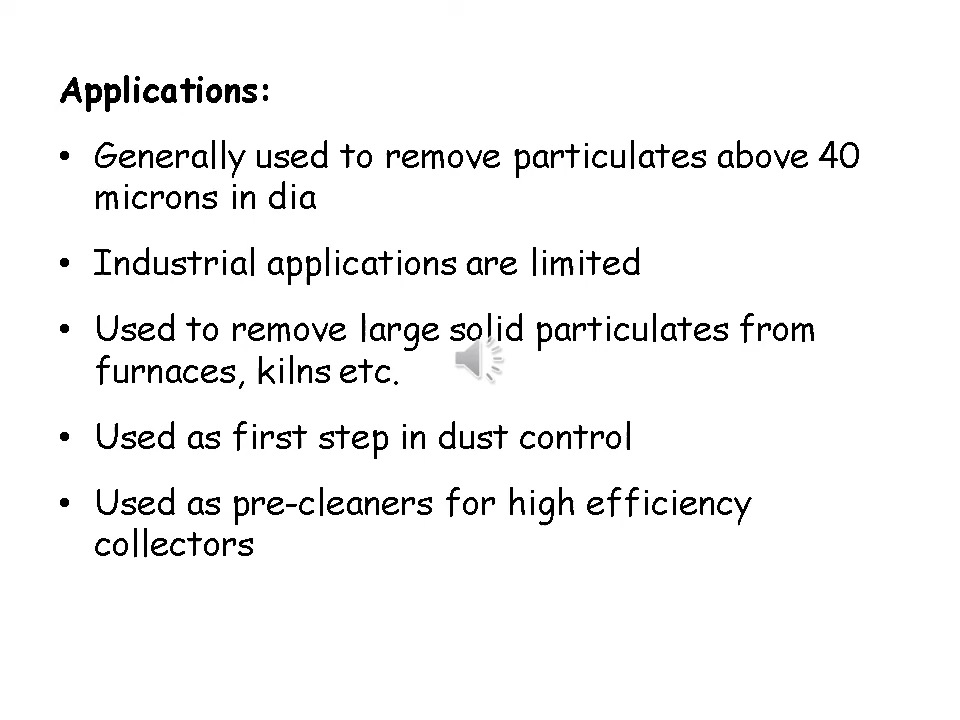 Applications:
• Generally used to remove particulates above 40
microns in dia
• Industrial applications are limited
• Used to remove large solid particulates from
furnaces, kilns etc.
• Used as first step in dust control
• Used as pre-cleaners for high efficiency
collectors